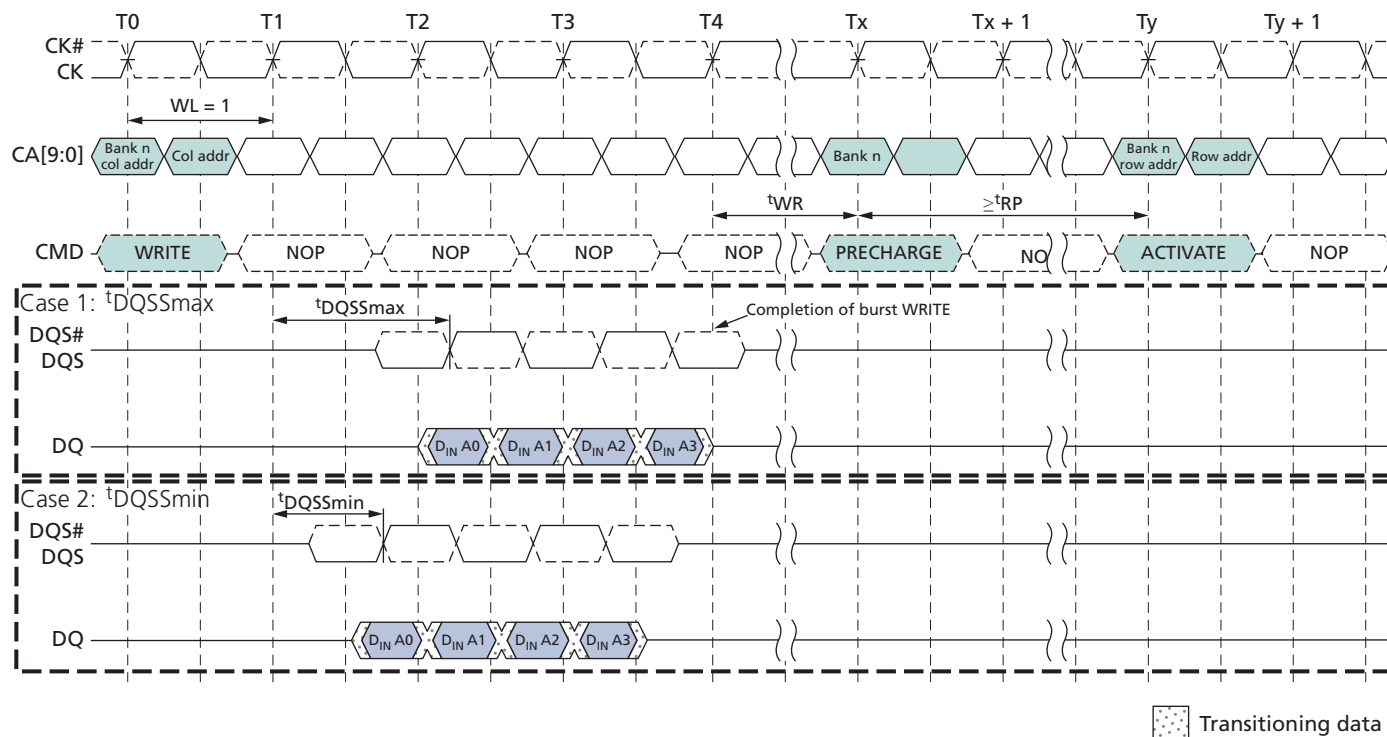 T0 T1 T2 T3 T4 Tx Tx + 1 Ty Ty + 1
CK#
CK
WL = 1
CA[9:0] Bank n col addr Col addr Bank n Bank n row addr Row addr
tWR ≥tRP
CMD WRITE NOP NOP NOP NOP PRECHARGE NO ACTIVATE NOP
Case 1: tDQSSmax
tDQSSmax
Completion of burst WRITE
DQS#
DQS
DQ DIN A0 DIN A1 DIN A2 DIN A3
Case 2: tDQSSmin
tDQSSmin
DQS#
DQS
DQ DIN A0 DIN A1 DIN A2 DIN A3
Transitioning data